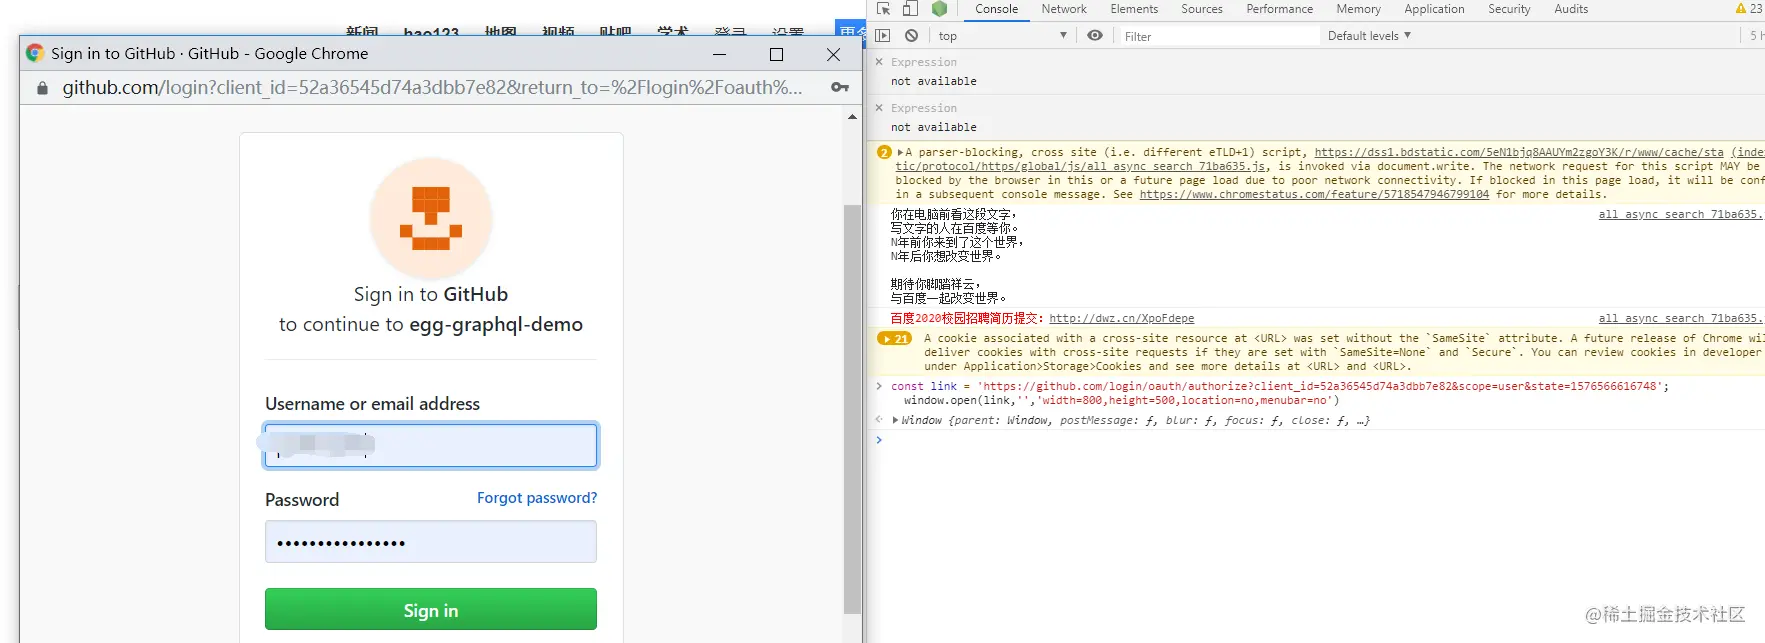 新闻 hao123 地图 视频 贴吧 学术 登录 设置
Sign in to GitHub · GitHub - Google Chrome
github.com/login?client_id=52a36545d74a3dbb7e82&return_to=%2Flogin%2Foauth%...
Sign in to GitHub
to continue to egg-graphql-demo
Username or email address
Password Forgot password?
••••••••••••••••
Sign in
Console Network Elements Sources Performance Memory Application Security Audits 23
top Filter Default levels ▼ 5 h
Expression
not available
Expression
not available
2 ▶A parser-blocking, cross site (i.e. different eTLD+1) script, https://dss1.bdstatic.com/5eN1bjq8AAUYm2zgoY3K/r/www/cache/sta (inde
tic/protocol/https/global/js/all_async_search_71ba635.js, is invoked via document.write. The network request for this script MAY be
blocked by the browser in this or a future page load due to poor network connectivity. If blocked in this page load, it will be conf
in a subsequent console message. See https://www.chromestatus.com/feature/5718547946799104 for more details.
你在电脑前看这段文字， all_async_search_71ba635.
写文字的人在百度等你。
N年前你来到了这个世界，
N年后你想改变世界。
期待你脚踏祥云，
与百度一起改变世界。
百度2020校园招聘简历提交：http://dwz.cn/XpoFdepe all_async_search_71ba635.
▶ 21 A cookie associated with a cross-site resource at <URL> was set without the `SameSite` attribute. A future release of Chrome wil
deliver cookies with cross-site requests if they are set with `SameSite=None` and `Secure`. You can review cookies in developer
under Application>Storage>Cookies and see more details at <URL> and <URL>.
> const link = 'https://github.com/login/oauth/authorize?client_id=52a36545d74a3dbb7e82&scope=user&state=1576566616748';
window.open(link,'','width=800,height=500,location=no,menubar=no')
▶Window {parent: Window, postMessage: ƒ, blur: ƒ, focus: ƒ, close: ƒ, …}
>
@稀土掘金技术社区